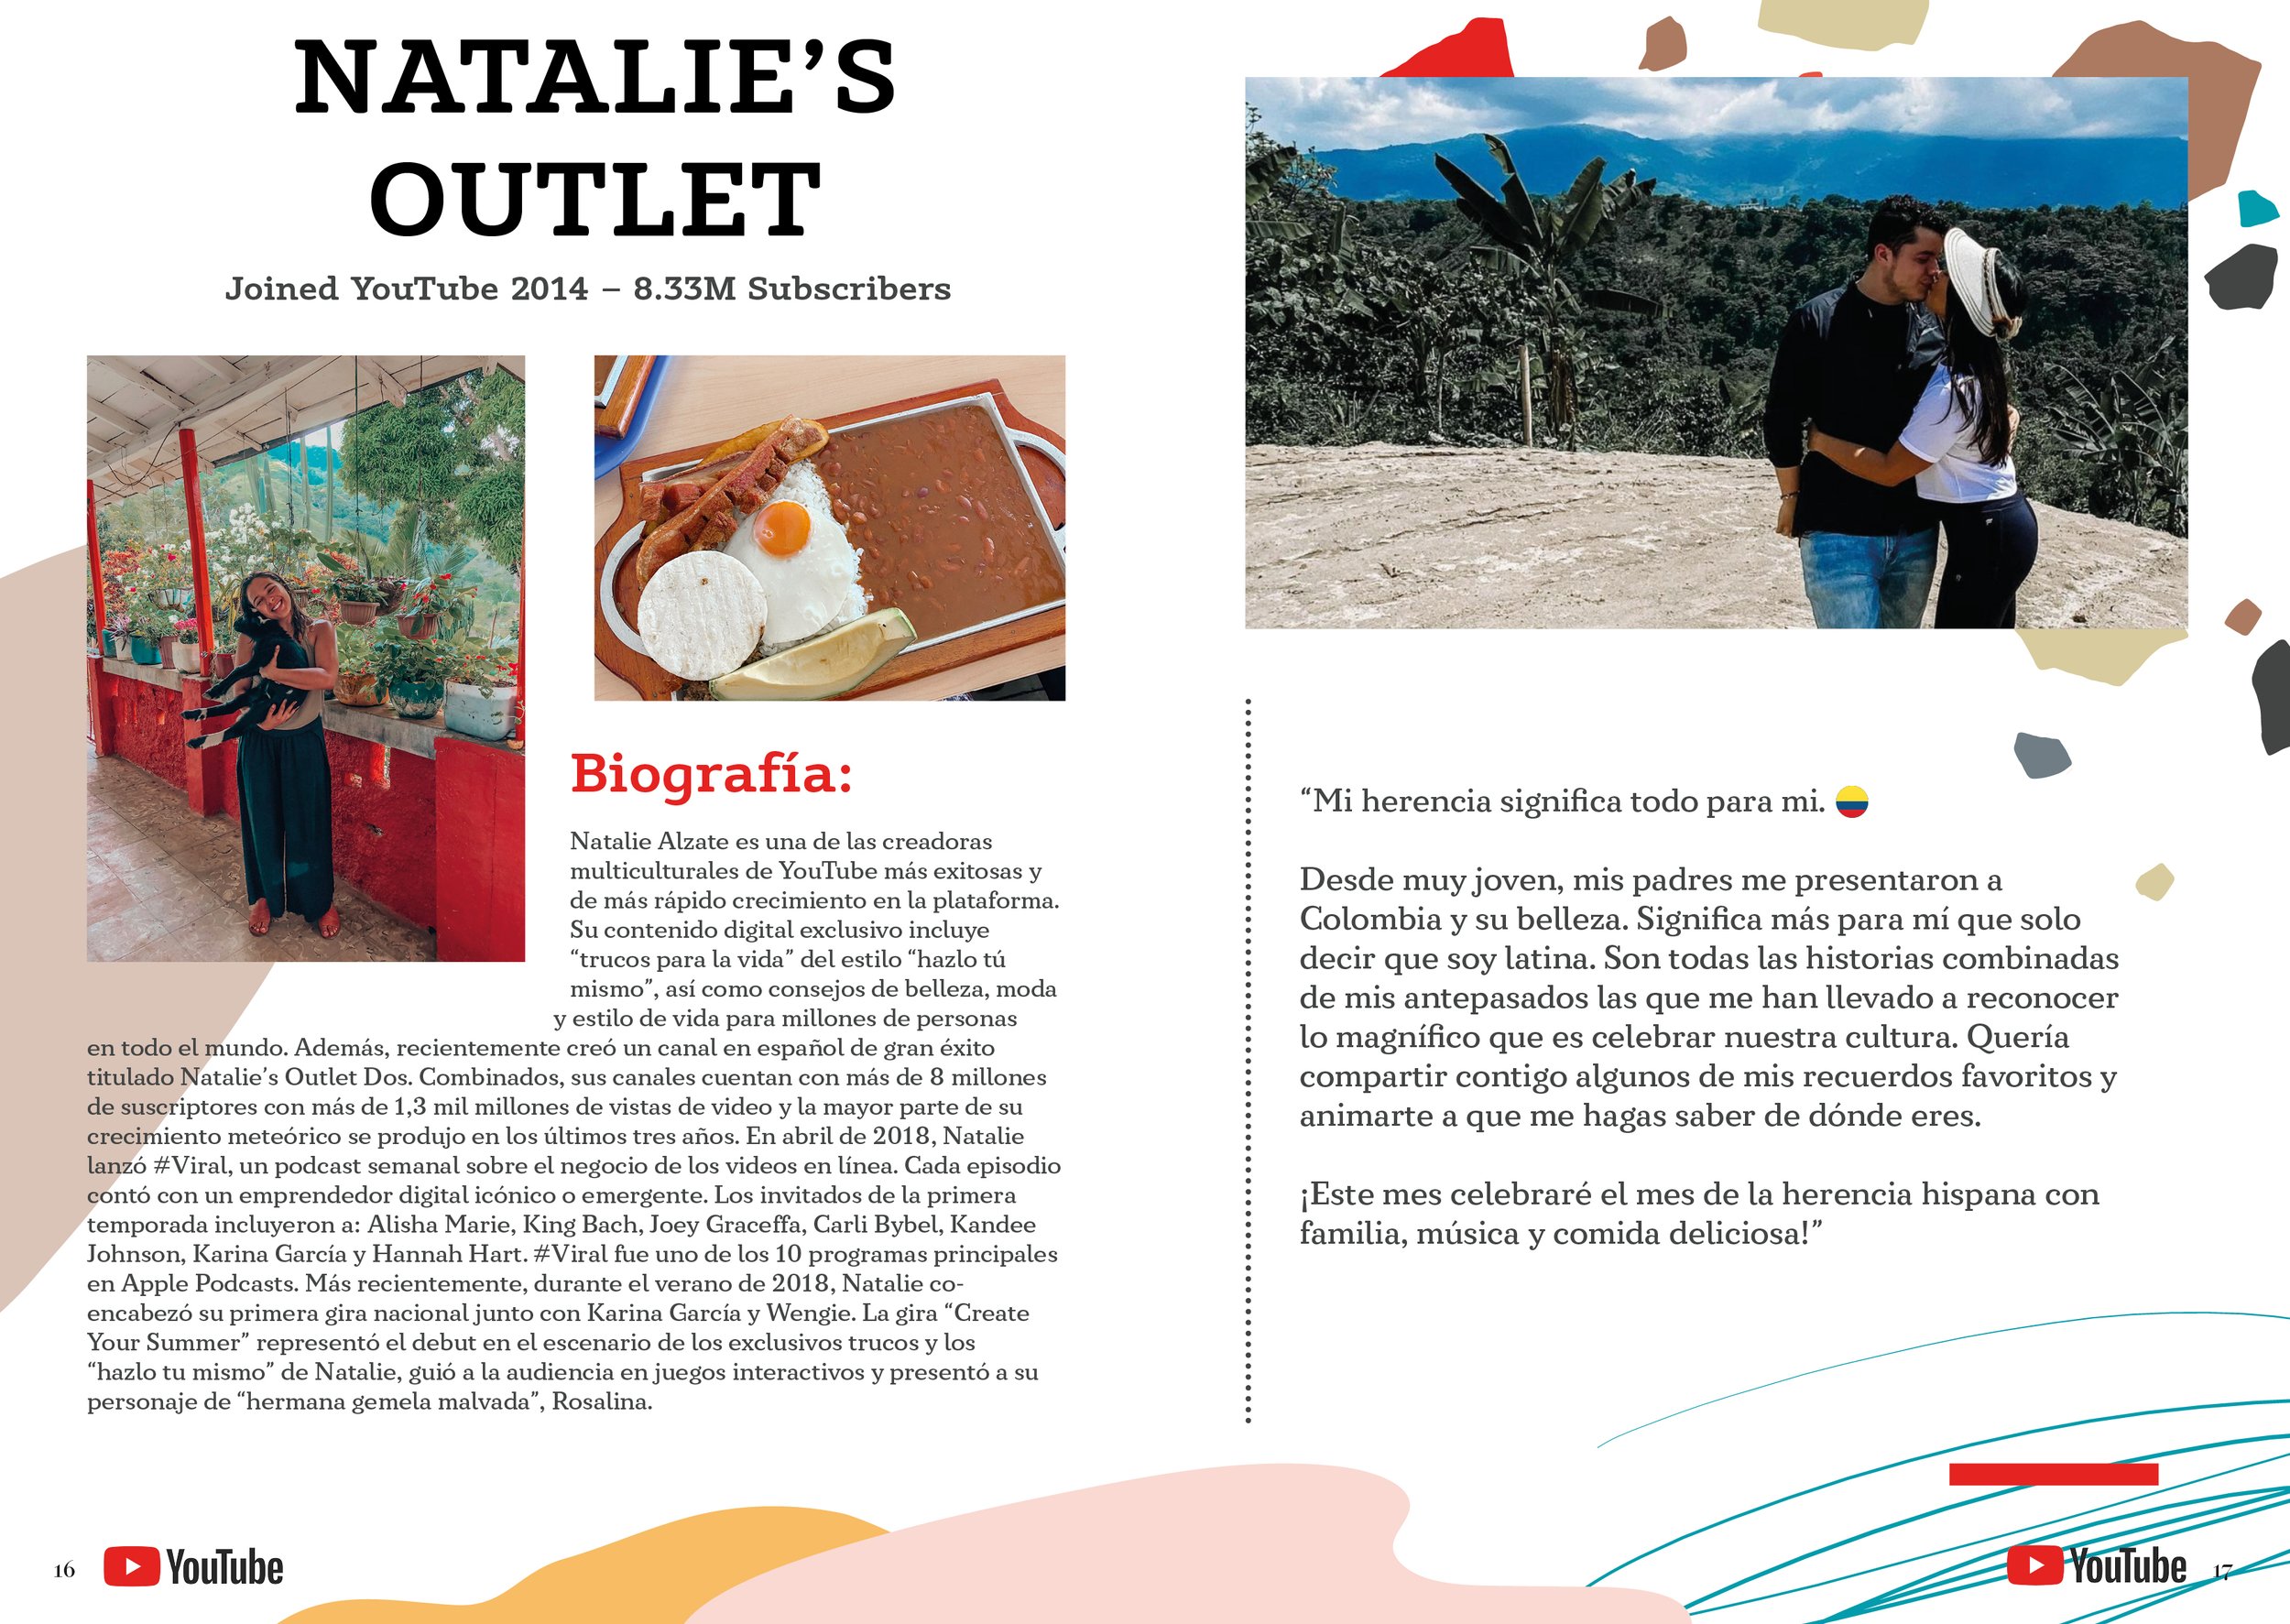 NATALIE’S
OUTLET
Joined YouTube 2014 – 8.33M Subscribers
Biografía:
Natalie Alzate es una de las creadoras
multiculturales de YouTube más exitosas y
de más rápido crecimiento en la plataforma.
Su contenido digital exclusivo incluye
“trucos para la vida” del estilo “hazlo tú
mismo”, así como consejos de belleza, moda
y estilo de vida para millones de personas
en todo el mundo. Además, recientemente creó un canal en español de gran éxito
titulado Natalie’s Outlet Dos. Combinados, sus canales cuentan con más de 8 millones
de suscriptores con más de 1,3 mil millones de vistas de video y la mayor parte de su
crecimiento meteórico se produjo en los últimos tres años. En abril de 2018, Natalie
lanzó #Viral, un podcast semanal sobre el negocio de los videos en línea. Cada episodio
contó con un emprendedor digital icónico o emergente. Los invitados de la primera
temporada incluyeron a: Alisha Marie, King Bach, Joey Graceffa, Carli Bybel, Kandee
Johnson, Karina García y Hannah Hart. #Viral fue uno de los 10 programas principales
en Apple Podcasts. Más recientemente, durante el verano de 2018, Natalie co-
encabezó su primera gira nacional junto con Karina García y Wengie. La gira “Create
Your Summer” representó el debut en el escenario de los exclusivos trucos y los
“hazlo tu mismo” de Natalie, guió a la audiencia en juegos interactivos y presentó a su
personaje de “hermana gemela malvada”, Rosalina.
16 YouTube
“Mi herencia significa todo para mi.
Desde muy joven, mis padres me presentaron a
Colombia y su belleza. Significa más para mí que solo
decir que soy latina. Son todas las historias combinadas
de mis antepasados las que me han llevado a reconocer
lo magnífico que es celebrar nuestra cultura. Quería
compartir contigo algunos de mis recuerdos favoritos y
animarte a que me hagas saber de dónde eres.
¡Este mes celebraré el mes de la herencia hispana con
familia, música y comida deliciosa!”
YouTube 17